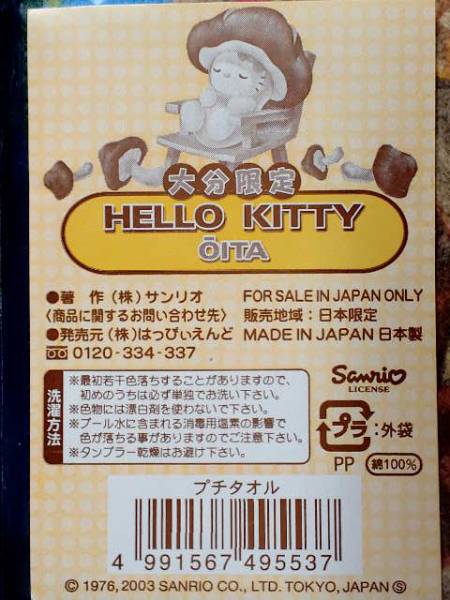 大分限定
HELLO KITTY
ŌITA
●著 作(株)サンリオ
〈商品に関するお問い合わせ先〉
●発売元(株)はっぴぃえんど
0120-334-337
FOR SALE IN JAPAN ONLY
販売地域：日本限定
MADE IN JAPAN 日本製
洗濯方法
※最初若干色落ちすることがありますので、
初めのうちは必ず単独でお洗い下さい。
※色物には漂白剤を使わないで下さい。
※プール水に含まれる消毒用塩素の影響で
色が落ちる事がありますのでご注意下さい。
※タンブラー乾燥はお避け下さい。
Sanrio
LICENSE
プラ：外袋
PP 綿100%
プチタオル
4 991567 495537
© 1976, 2003 SANRIO CO., LTD. TOKYO, JAPAN Ⓢ